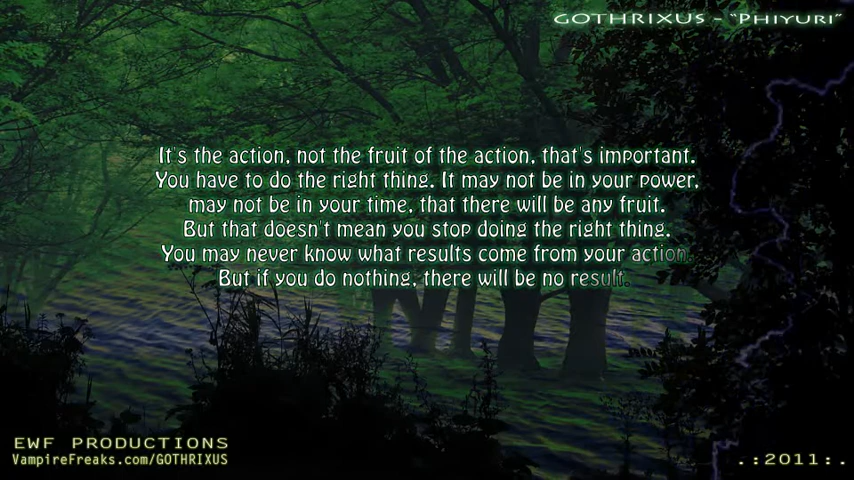 GOTHRIXUS - "PHIYURI"
It's the action, not the fruit of the action, that's important.
You have to do the right thing. It may not be in your power,
may not be in your time, that there will be any fruit.
But that doesn't mean you stop doing the right thing.
You may never know what results come from your action.
But if you do nothing, there will be no result.
EWF PRODUCTIONS
VampireFreaks.com/GOTHRIXUS
.:2011:.